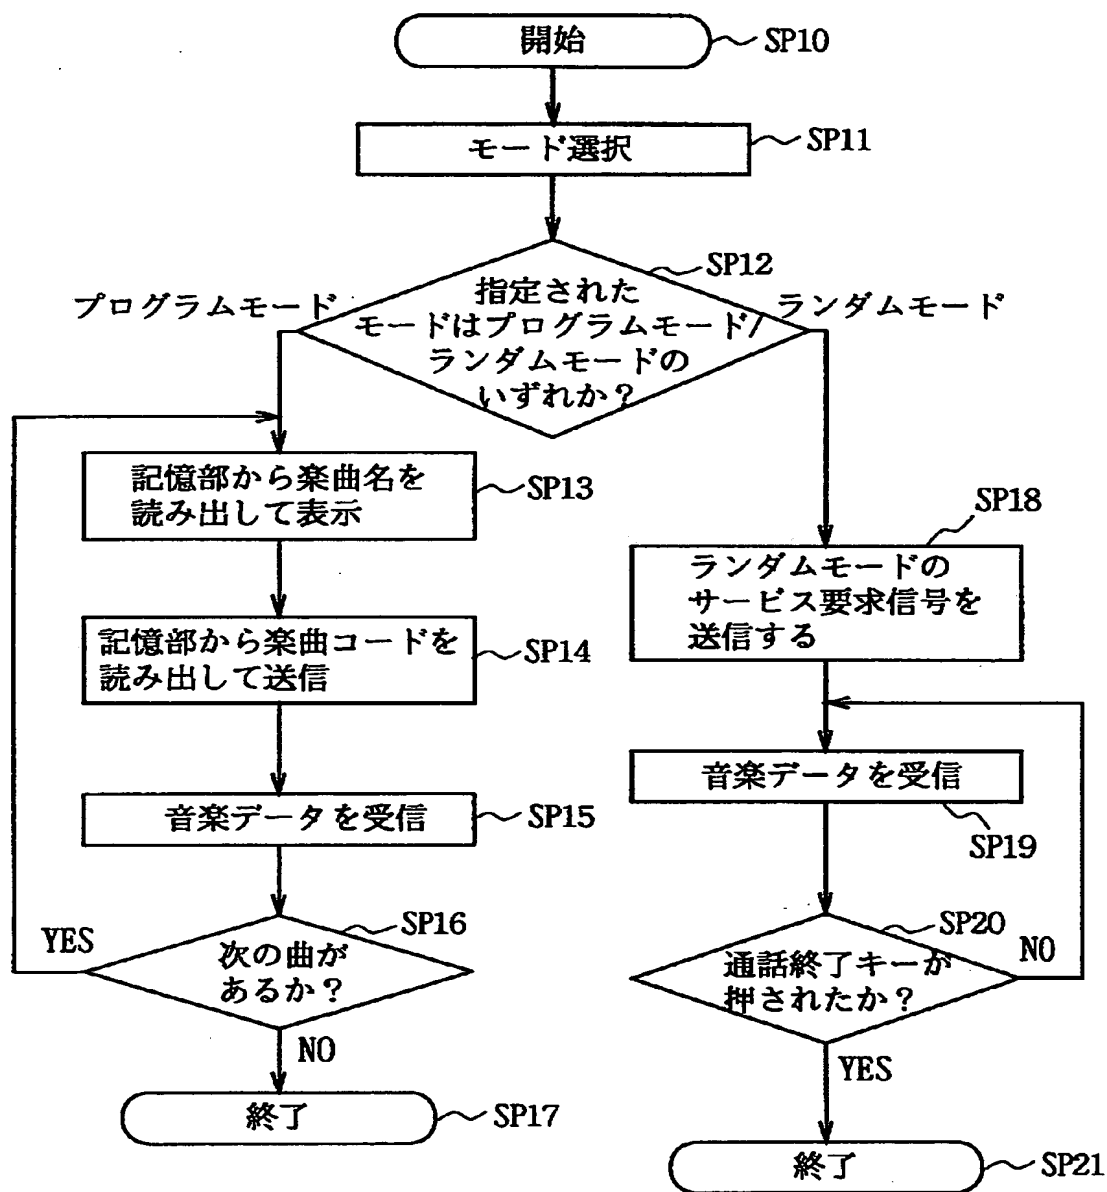 開始
SP10
モード選択
SP11
SP12
プログラムモード
ランダムモード
指定された
モードはプログラムモード/
ランダムモードの
いずれか?
記憶部から楽曲名を
読み出して表示
SP13
記憶部から楽曲コードを
読み出して送信
SP14
音楽データを受信
SP15
SP16
YES
次の曲が
あるか?
NO
終了
SP17
SP18
ランダムモードの
サービス要求信号を
送信する
音楽データを受信
SP19
SP20
NO
通話終了キーが
押されたか?
YES
終了
SP21